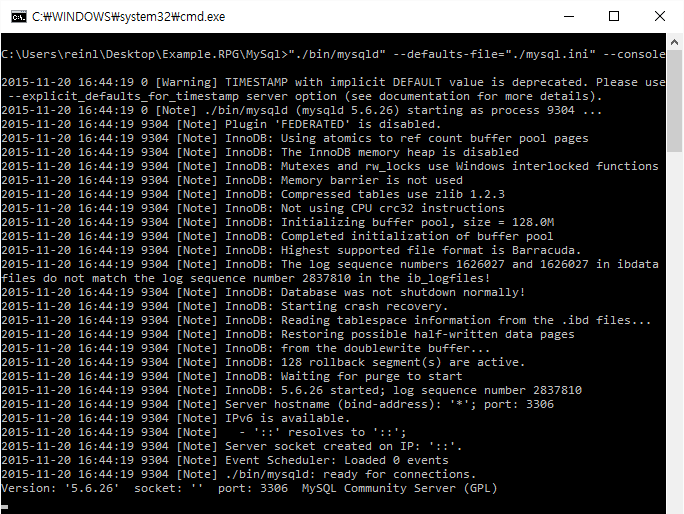 C:₩WINDOWS₩system32₩cmd.exe
C:\Users\reinl\Desktop\Example.RPG\MySql>"./bin/mysqld" --defaults-file="./mysql.ini" --console
2015-11-20 16:44:19 0 [Warning] TIMESTAMP with implicit DEFAULT value is deprecated. Please use
 --explicit_defaults_for_timestamp server option (see documentation for more details).
2015-11-20 16:44:19 0 [Note] ./bin/mysqld (mysqld 5.6.26) starting as process 9304 ...
2015-11-20 16:44:19 9304 [Note] Plugin 'FEDERATED' is disabled.
2015-11-20 16:44:19 9304 [Note] InnoDB: Using atomics to ref count buffer pool pages
2015-11-20 16:44:19 9304 [Note] InnoDB: The InnoDB memory heap is disabled
2015-11-20 16:44:19 9304 [Note] InnoDB: Mutexes and rw_locks use Windows interlocked functions
2015-11-20 16:44:19 9304 [Note] InnoDB: Memory barrier is not used
2015-11-20 16:44:19 9304 [Note] InnoDB: Compressed tables use zlib 1.2.3
2015-11-20 16:44:19 9304 [Note] InnoDB: Not using CPU crc32 instructions
2015-11-20 16:44:19 9304 [Note] InnoDB: Initializing buffer pool, size = 128.0M
2015-11-20 16:44:19 9304 [Note] InnoDB: Completed initialization of buffer pool
2015-11-20 16:44:19 9304 [Note] InnoDB: Highest supported file format is Barracuda.
2015-11-20 16:44:19 9304 [Note] InnoDB: The log sequence numbers 1626027 and 1626027 in ibdata
files do not match the log sequence number 2837810 in the ib_logfiles!
2015-11-20 16:44:19 9304 [Note] InnoDB: Database was not shutdown normally!
2015-11-20 16:44:19 9304 [Note] InnoDB: Starting crash recovery.
2015-11-20 16:44:19 9304 [Note] InnoDB: Reading tablespace information from the .ibd files...
2015-11-20 16:44:19 9304 [Note] InnoDB: Restoring possible half-written data pages
2015-11-20 16:44:19 9304 [Note] InnoDB: from the doublewrite buffer...
2015-11-20 16:44:19 9304 [Note] InnoDB: 128 rollback segment(s) are active.
2015-11-20 16:44:19 9304 [Note] InnoDB: Waiting for purge to start
2015-11-20 16:44:19 9304 [Note] InnoDB: 5.6.26 started; log sequence number 2837810
2015-11-20 16:44:19 9304 [Note] Server hostname (bind-address): '*'; port: 3306
2015-11-20 16:44:19 9304 [Note] IPv6 is available.
2015-11-20 16:44:19 9304 [Note]   - '::' resolves to '::';
2015-11-20 16:44:19 9304 [Note] Server socket created on IP: '::'.
2015-11-20 16:44:19 9304 [Note] Event Scheduler: Loaded 0 events
2015-11-20 16:44:19 9304 [Note] ./bin/mysqld: ready for connections.
Version: '5.6.26'  socket: ''  port: 3306  MySQL Community Server (GPL)